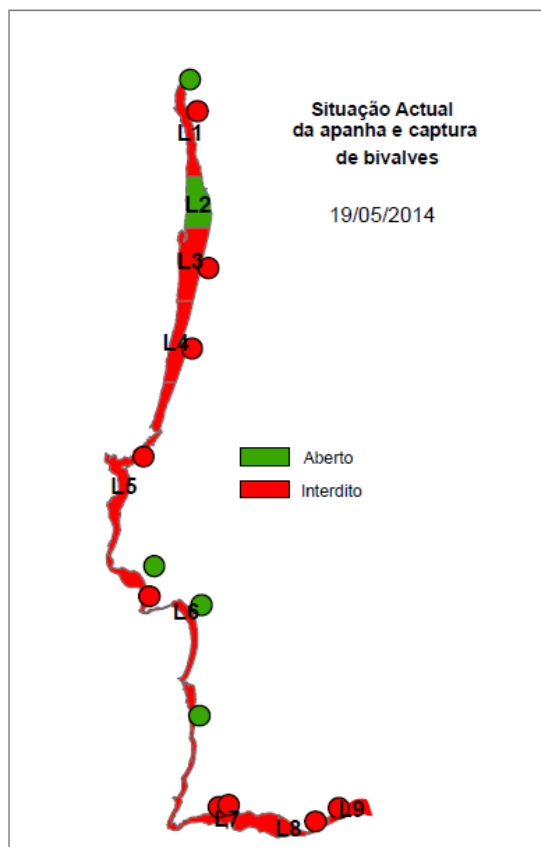 Situação Actual
da apanha e captura
de bivalves
19/05/2014
L1
L2
L3
L4
Aberto
L5
Interdito
L6
L7
L8
L9